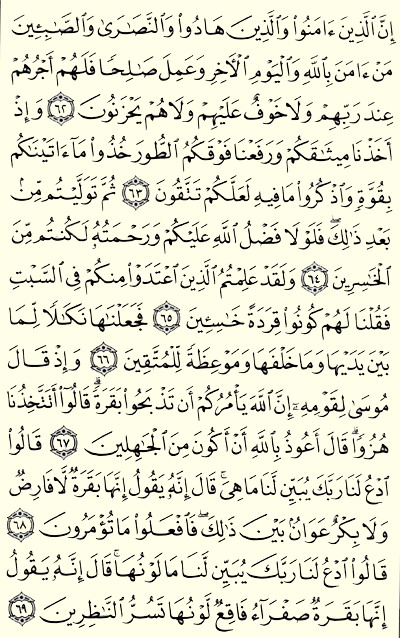 إِنَّ ٱلَّذِينَ ءَامَنُوا۟ وَٱلَّذِينَ هَادُوا۟ وَٱلنَّصَـٰرَىٰ وَٱلصَّـٰبِـِٔينَ
مَنْ ءَامَنَ بِٱللَّهِ وَٱلْيَوْمِ ٱلْـَٔاخِرِ وَعَمِلَ صَـٰلِحًا فَلَهُمْ أَجْرُهُمْ
عِندَ رَبِّهِمْ وَلَا خَوْفٌ عَلَيْهِمْ وَلَا هُمْ يَحْزَنُونَ ٦٢ وَإِذْ
أَخَذْنَا مِيثَـٰقَكُمْ وَرَفَعْنَا فَوْقَكُمُ ٱلطُّورَ خُذُوا۟ مَآ ءَاتَيْنَـٰكُم
بِقُوَّةٍ وَٱذْكُرُوا۟ مَا فِيهِ لَعَلَّكُمْ تَتَّقُونَ ٦٣ ثُمَّ تَوَلَّيْتُم مِّنۢ
بَعْدِ ذَٰلِكَ ۖ فَلَوْلَا فَضْلُ ٱللَّهِ عَلَيْكُمْ وَرَحْمَتُهُۥ لَكُنتُم مِّنَ
ٱلْخَـٰسِرِينَ ٦٤ وَلَقَدْ عَلِمْتُمُ ٱلَّذِينَ ٱعْتَدَوْا۟ مِنكُمْ فِى ٱلسَّبْتِ
فَقُلْنَا لَهُمْ كُونُوا۟ قِرَدَةً خَـٰسِـِٔينَ ٦٥ فَجَعَلْنَـٰهَا نَكَـٰلًا لِّمَا
بَيْنَ يَدَيْهَا وَمَا خَلْفَهَا وَمَوْعِظَةً لِّلْمُتَّقِينَ ٦٦ وَإِذْ قَالَ
مُوسَىٰ لِقَوْمِهِۦٓ إِنَّ ٱللَّهَ يَأْمُرُكُمْ أَن تَذْبَحُوا۟ بَقَرَةً ۖ قَالُوٓا۟ أَتَتَّخِذُنَا
هُزُوًا ۖ قَالَ أَعُوذُ بِٱللَّهِ أَنْ أَكُونَ مِنَ ٱلْجَـٰهِلِينَ ٦٧ قَالُوا۟
ٱدْعُ لَنَا رَبَّكَ يُبَيِّن لَّنَا مَا هِىَ ۚ قَالَ إِنَّهُۥ يَقُولُ إِنَّهَا بَقَرَةٌ لَّا فَارِضٌ
وَلَا بِكْرٌ عَوَانٌۢ بَيْنَ ذَٰلِكَ ۖ فَٱفْعَلُوا۟ مَا تُؤْمَرُونَ ٦٨
قَالُوا۟ ٱدْعُ لَنَا رَبَّكَ يُبَيِّن لَّنَا مَا لَوْنُهَا ۚ قَالَ إِنَّهُۥ يَقُولُ
إِنَّهَا بَقَرَةٌ صَفْرَآءُ فَاقِعٌ لَّوْنُهَا تَسُرُّ ٱلنَّـٰظِرِينَ ٦٩